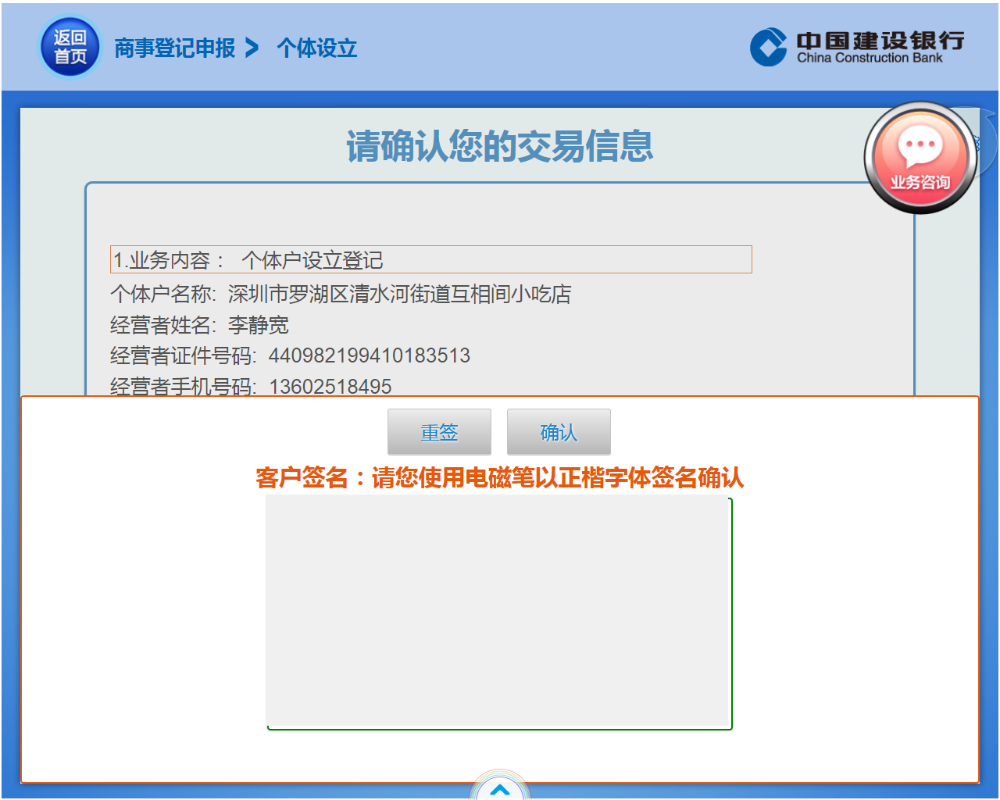 返回
首页
商事登记申报 > 个体设立
中国建设银行
China Construction Bank
请确认您的交易信息
业务咨询
1.业务内容： 个体户设立登记
个体户名称: 深圳市罗湖区清水河街道互相间小吃店
经营者姓名: 李静宽
经营者证件号码: 440982199410183513
经营者手机号码: 13602518495
重签 确认
客户签名：请您使用电磁笔以正楷字体签名确认